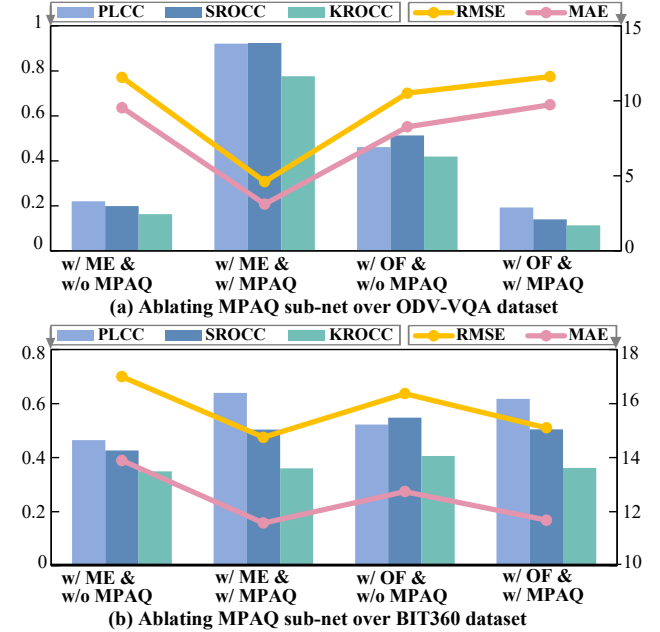 PLCC SROCC KROCC RMSE MAE
1
0.8
0.6
0.4
0.2
0
15
10
5
0
w/ ME & w/ ME & w/ OF & w/ OF &
w/o MPAQ w/ MPAQ w/o MPAQ w/ MPAQ
(a) Ablating MPAQ sub-net over ODV-VQA dataset
PLCC SROCC KROCC RMSE MAE
0.8
0.6
0.4
0.2
0
18
16
14
12
10
w/ ME & w/ ME & w/ OF & w/ OF &
w/o MPAQ w/ MPAQ w/o MPAQ w/ MPAQ
(b) Ablating MPAQ sub-net over BIT360 dataset